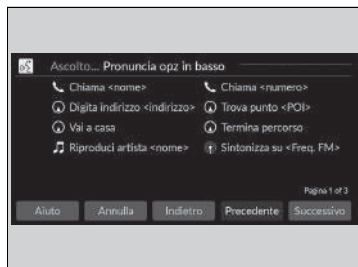 Ascolto... Pronuncia opz in basso
Chiama <nome> Chiama <numero>
Digita indirizzo <indirizzo> Trova punto <POI>
Vai a casa Termina percorso
Riproduci artista <nome> Sintonizza su <Freq. FM>
Pagina 1 of 3
Aiuto Annulla Indietro Precedente Successivo